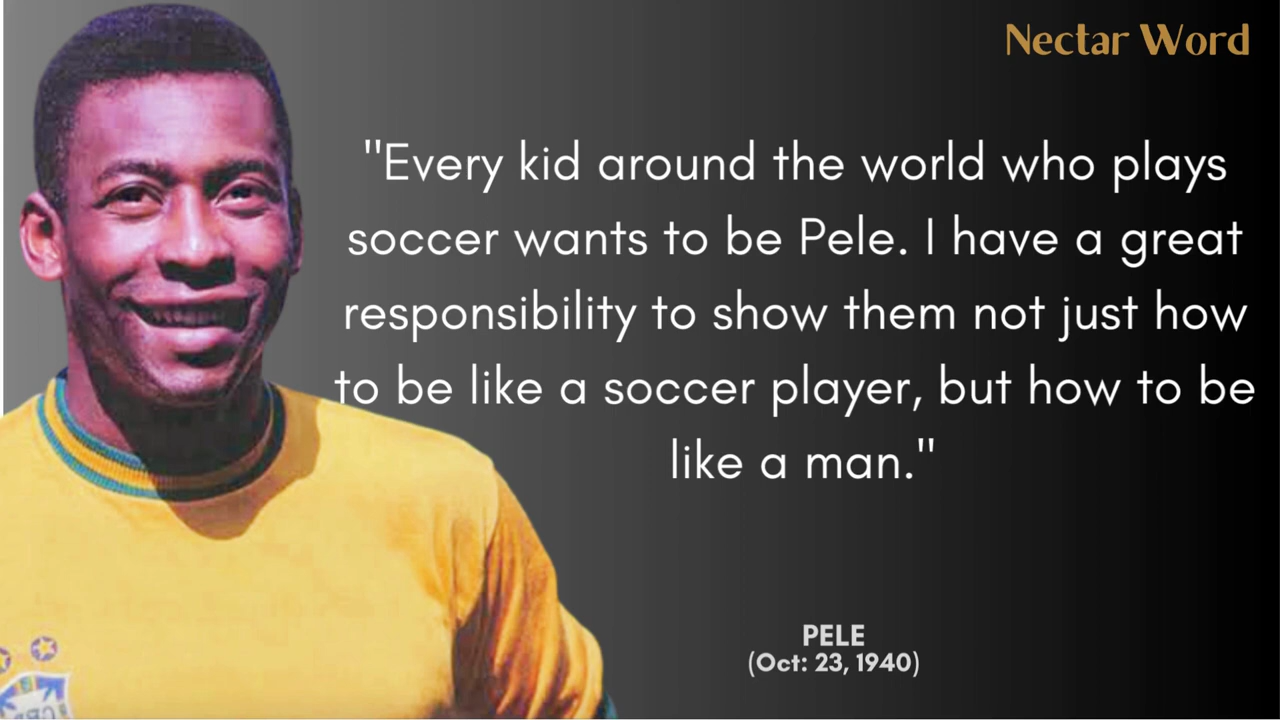 Nectar Word
"Every kid around the world who plays
soccer wants to be Pele. I have a great
responsibility to show them not just how
to be like a soccer player, but how to be
like a man."
PELE
(Oct: 23, 1940)